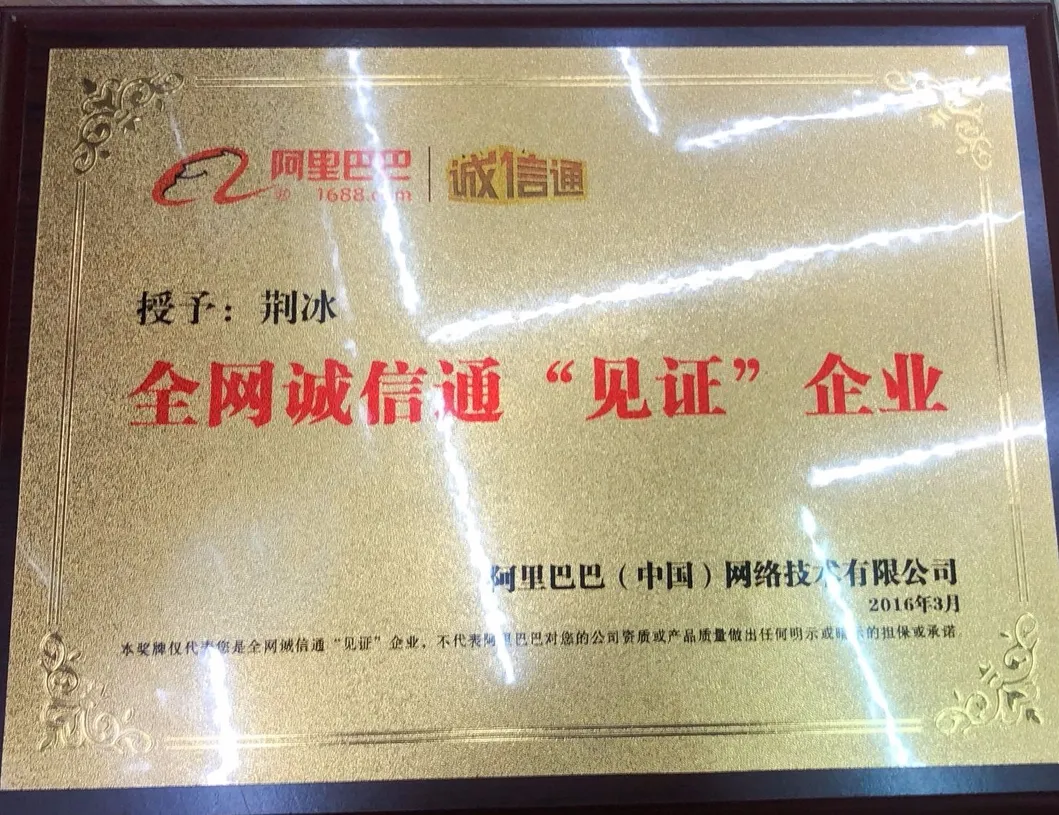 阿里巴巴 诚信通
1688.com
授予：荆冰
全网诚信通“见证”企业
阿里巴巴（中国）网络技术有限公司
2016年3月
本奖牌仅代表您是全网诚信通“见证”企业，不代表阿里巴巴对您的公司资质或产品质量做出任何明示或暗示的担保或承诺